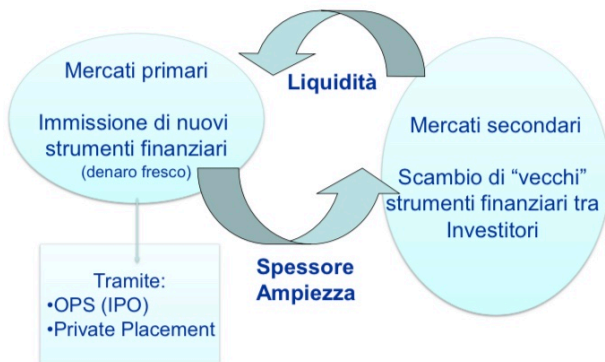 Mercati primari
Immissione di nuovi
strumenti finanziari
(denaro fresco)
Liquidità
Mercati secondari
Scambio di “vecchi”
strumenti finanziari tra
Investitori
Spessore
Ampiezza
Tramite:
•OPS (IPO)
•Private Placement